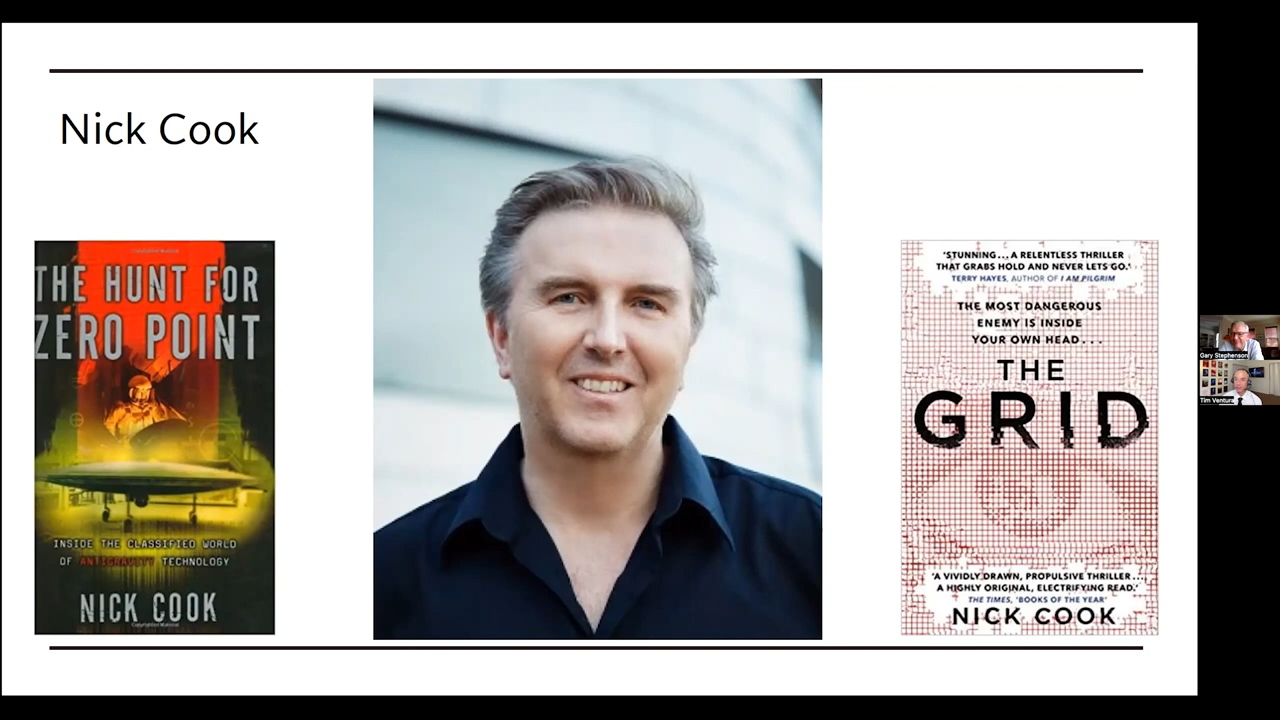 Nick Cook
THE HUNT FOR
ZERO POINT
INSIDE THE CLASSIFIED WORLD
OF ANTIGRAVITY TECHNOLOGY
NICK COOK
'STUNNING...A RELENTLESS THRILLER
THAT GRABS HOLD AND NEVER LETS GO.'
TERRY HAYES, AUTHOR OF I AM PILGRIM
THE MOST DANGEROUS
ENEMY IS INSIDE
YOUR OWN HEAD...
THE
GRID
'A VIVIDLY DRAWN, PROPULSIVE THRILLER...
A HIGHLY ORIGINAL, ELECTRIFYING READ.'
THE TIMES, 'BOOKS OF THE YEAR'
NICK COOK
Gary Stephenson
Tim Ventura